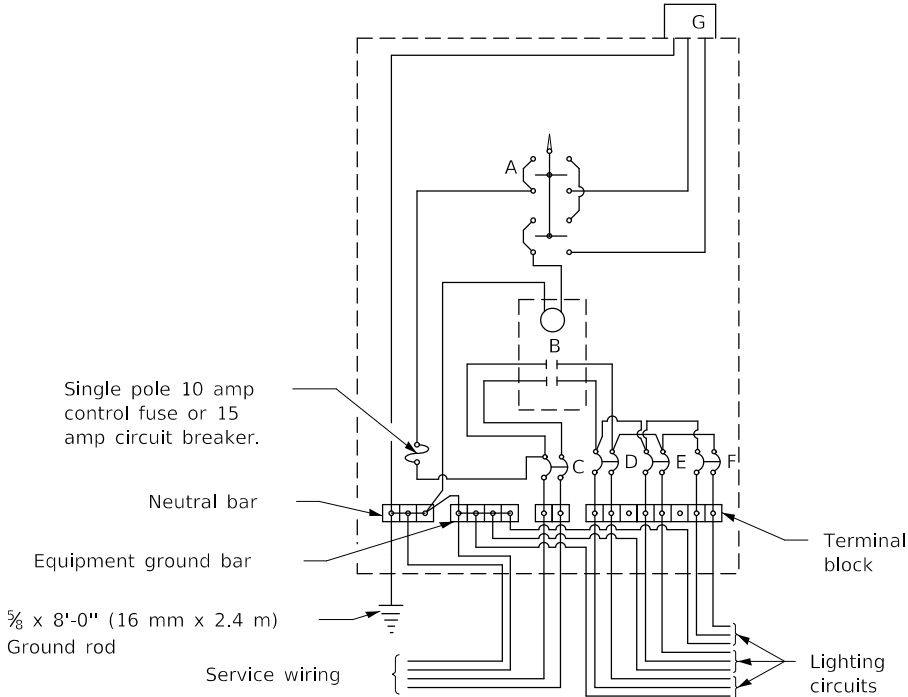 G
A
B
Single pole 10 amp
control fuse or 15
amp circuit breaker.
C
D
E
F
Neutral bar
Equipment ground bar
Terminal
block
⅝ x 8'-0" (16 mm x 2.4 m)
Ground rod
Service wiring
Lighting
circuits